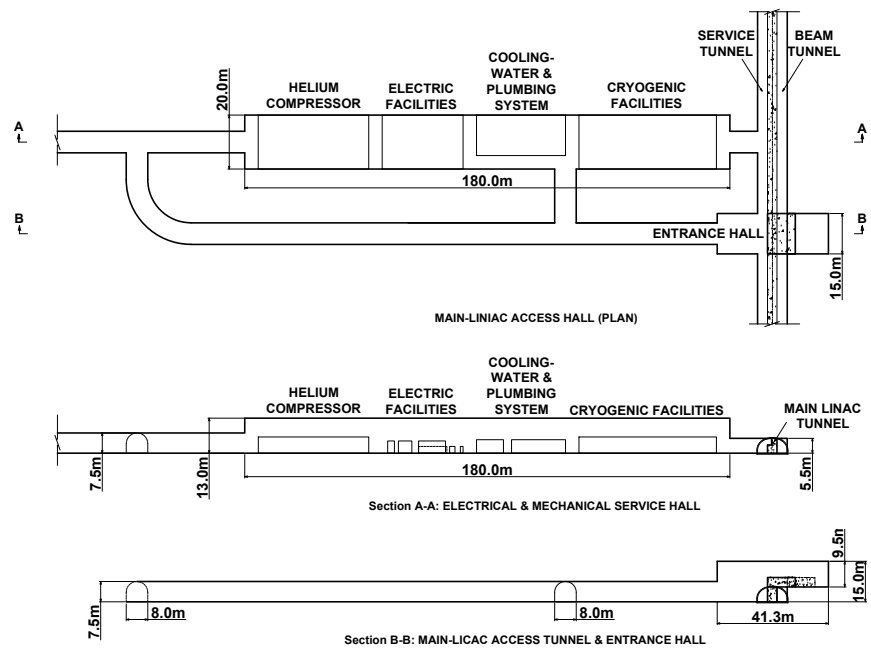 SERVICE
TUNNEL
BEAM
TUNNEL
COOLING-
WATER &
PLUMBING
SYSTEM
HELIUM
COMPRESSOR
ELECTRIC
FACILITIES
CRYOGENIC
FACILITIES
20.0m
A
A
180.0m
B
B
ENTRANCE HALL
15.0m
MAIN-LINIAC ACCESS HALL (PLAN)
COOLING-
WATER &
PLUMBING
SYSTEM
HELIUM
COMPRESSOR
ELECTRIC
FACILITIES
CRYOGENIC FACILITIES
MAIN LINAC
TUNNEL
7.5m
13.0m
180.0m
5.5m
Section A-A: ELECTRICAL & MECHANICAL SERVICE HALL
9.5n
15.0m
7.5m
8.0m
8.0m
41.3m
Section B-B: MAIN-LICAC ACCESS TUNNEL & ENTRANCE HALL